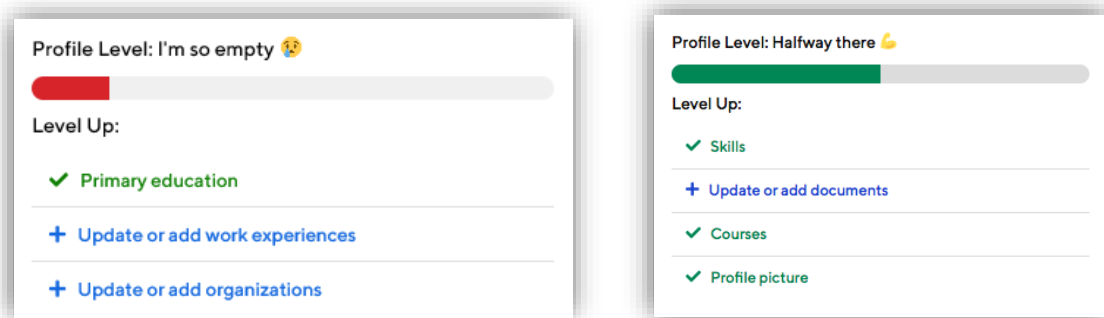 Profile Level: I'm so empty 😢
Level Up:
Primary education
Update or add work experiences
Update or add organizations
Profile Level: Halfway there 💪
Level Up:
Skills
Update or add documents
Courses
Profile picture